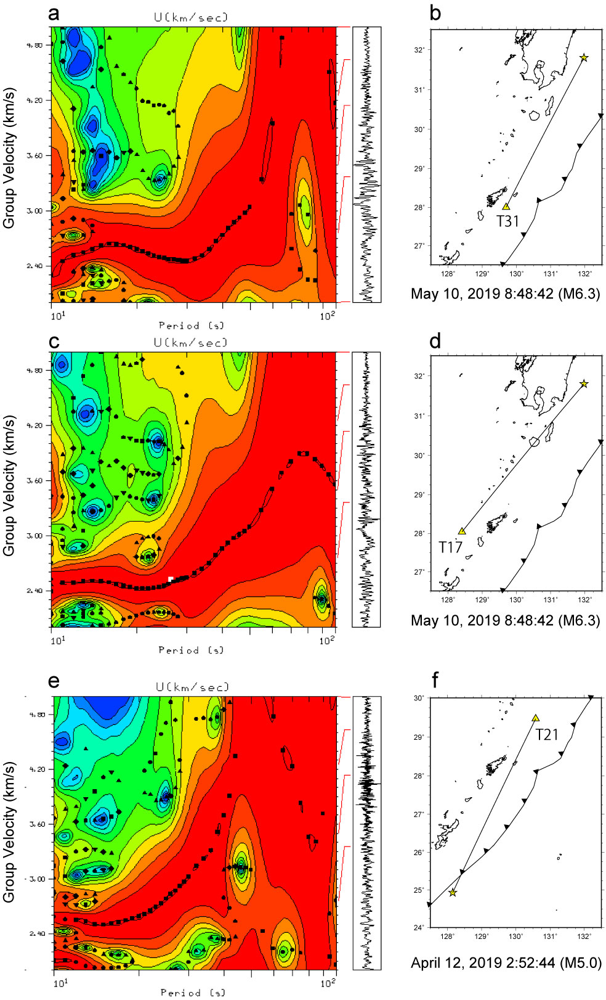 a
U(km/sec)
Group Velocity (km/s)
4.80
4.20
3.60
3.00
2.40
10¹
10²
Period (s)
b
32°
31°
30°
29°
28°
27°
T31
128°
129°
130°
131°
132°
May 10, 2019 8:48:42 (M6.3)
c
U(km/sec)
Group Velocity (km/s)
4.80
4.20
3.60
3.00
2.40
10¹
10²
Period (s)
d
32°
31°
30°
29°
28°
27°
T17
128°
129°
130°
131°
132°
May 10, 2019 8:48:42 (M6.3)
e
U(km/sec)
Group Velocity (km/s)
4.80
4.20
3.60
3.00
2.40
10¹
10²
Period (s)
f
30°
29°
28°
27°
26°
25°
24°
T21
128°
129°
130°
131°
132°
April 12, 2019 2:52:44 (M5.0)